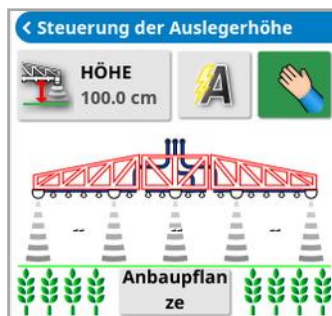 Steuerung der Auslegerhöhe
HÖHE
100.0 cm
A
--
--
--
Anbaupflan
ze